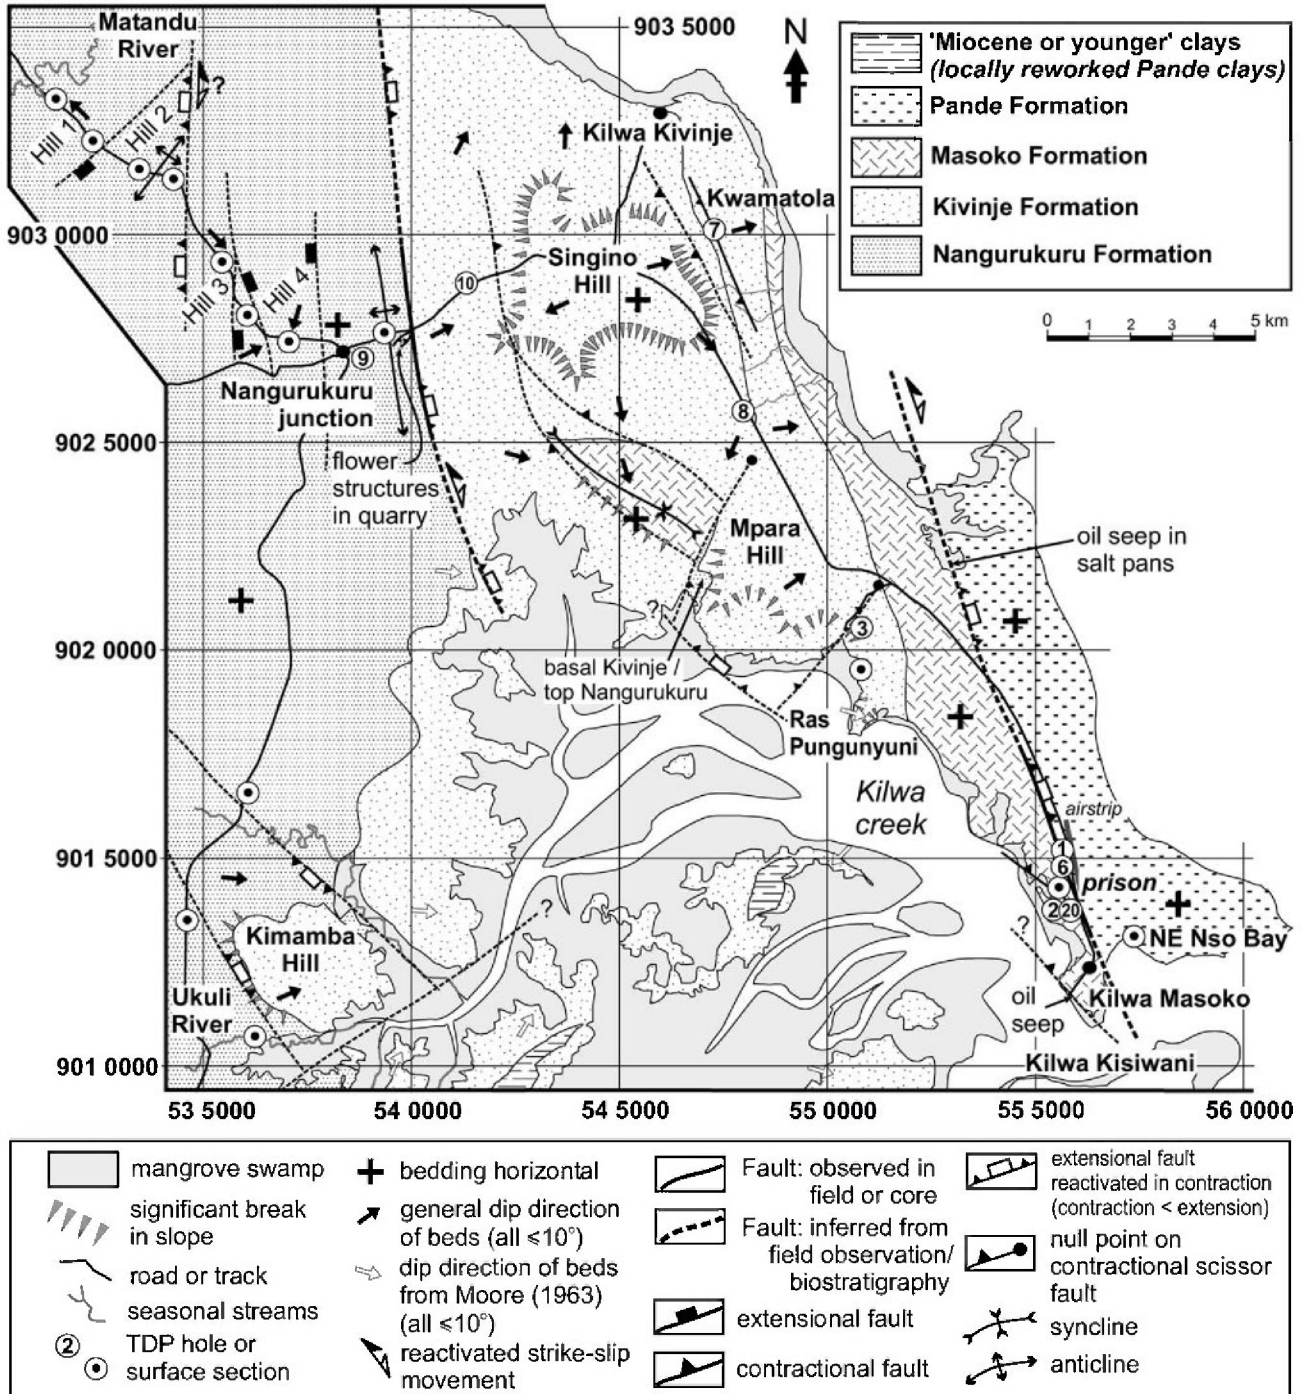 Matandu
River
903 5000
N
'Miocene or younger' clays
(locally reworked Pande clays)
Pande Formation
Masoko Formation
Kivinje Formation
Nangurukuru Formation
0 1 2 3 4 5 km
?
Hill 1
Hill 2
Kilwa Kivinje
Kwamatola
7
903 0000
Singino
Hill
10
Hill 3
Hill 4
9
Nangurukuru
junction
8
902 5000
flower
structures
in quarry
Mpara
Hill
oil seep in
salt pans
?
3
902 0000
basal Kivinje /
top Nangurukuru
Ras
Pungunyuni
Kilwa
creek
airstrip
901 5000
1
6
prison
2
20
?
?
NE Nso Bay
Kimamba
Hill
Ukuli
River
oil
seep
Kilwa Masoko
Kilwa Kisiwani
901 0000
53 5000
54 0000
54 5000
55 0000
55 5000
56 0000
mangrove swamp
significant break
in slope
road or track
seasonal streams
2
TDP hole or
surface section
bedding horizontal
general dip direction
of beds (all ≤10°)
dip direction of beds
from Moore (1963)
(all ≤10°)
reactivated strike-slip
movement
Fault: observed in
field or core
Fault: inferred from
field observation/
biostratigraphy
extensional fault
contractional fault
extensional fault
reactivated in contraction
(contraction < extension)
null point on
contractional scissor
fault
syncline
anticline